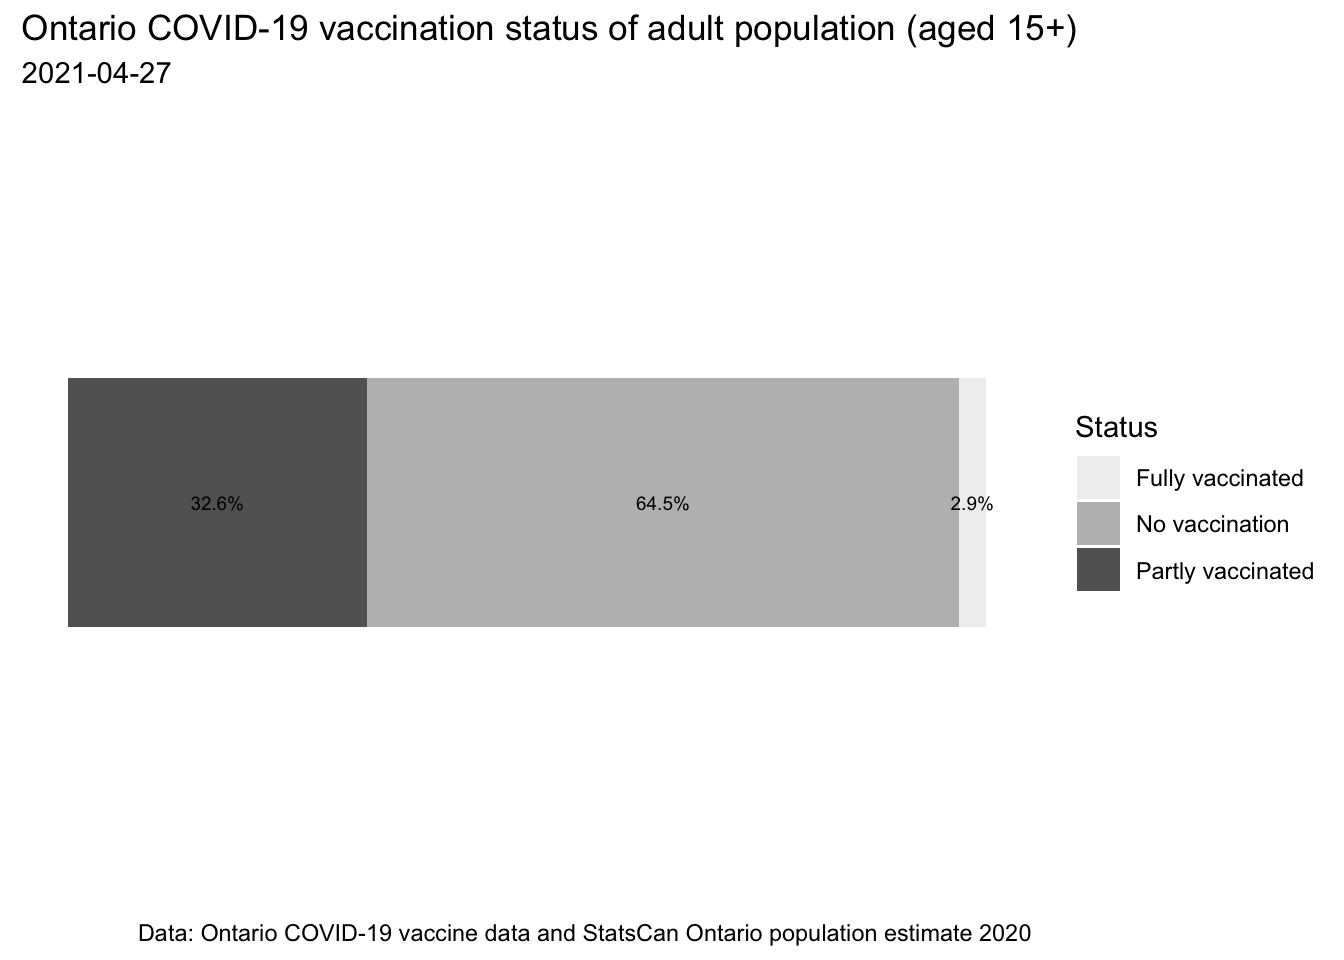 Ontario COVID-19 vaccination status of adult population (aged 15+)
2021-04-27
32.6%
64.5%
2.9%
Status
Fully vaccinated
No vaccination
Partly vaccinated
Data: Ontario COVID-19 vaccine data and StatsCan Ontario population estimate 2020